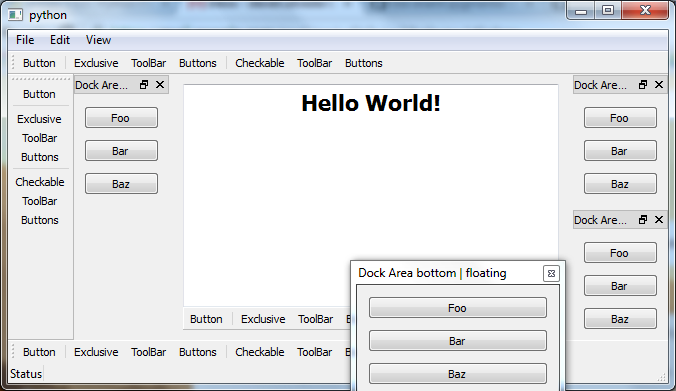 python
File Edit View
Button Exclusive ToolBar Buttons Checkable ToolBar Buttons
Button
Exclusive
ToolBar
Buttons
Checkable
ToolBar
Buttons
Dock Are...
Foo
Bar
Baz
Hello World!
Dock Are...
Foo
Bar
Baz
Dock Are...
Foo
Bar
Baz
Button Exclusive ToolBar
Dock Area bottom | floating
Foo
Bar
Baz
Button Exclusive ToolBar Buttons Checkable ToolBar
Status